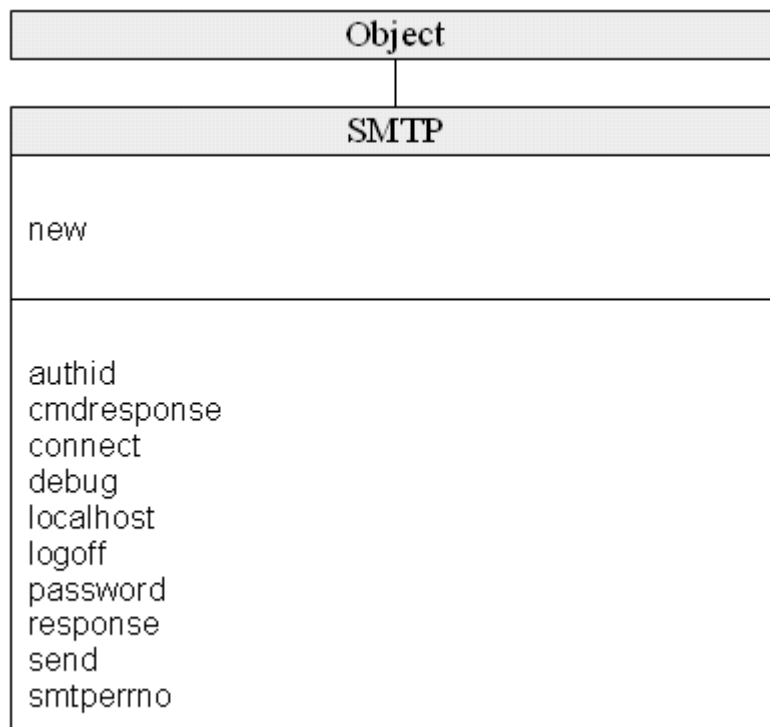 Object
SMTP
new
authid
cmdresponse
connect
debug
localhost
logoff
password
response
send
smtperrno